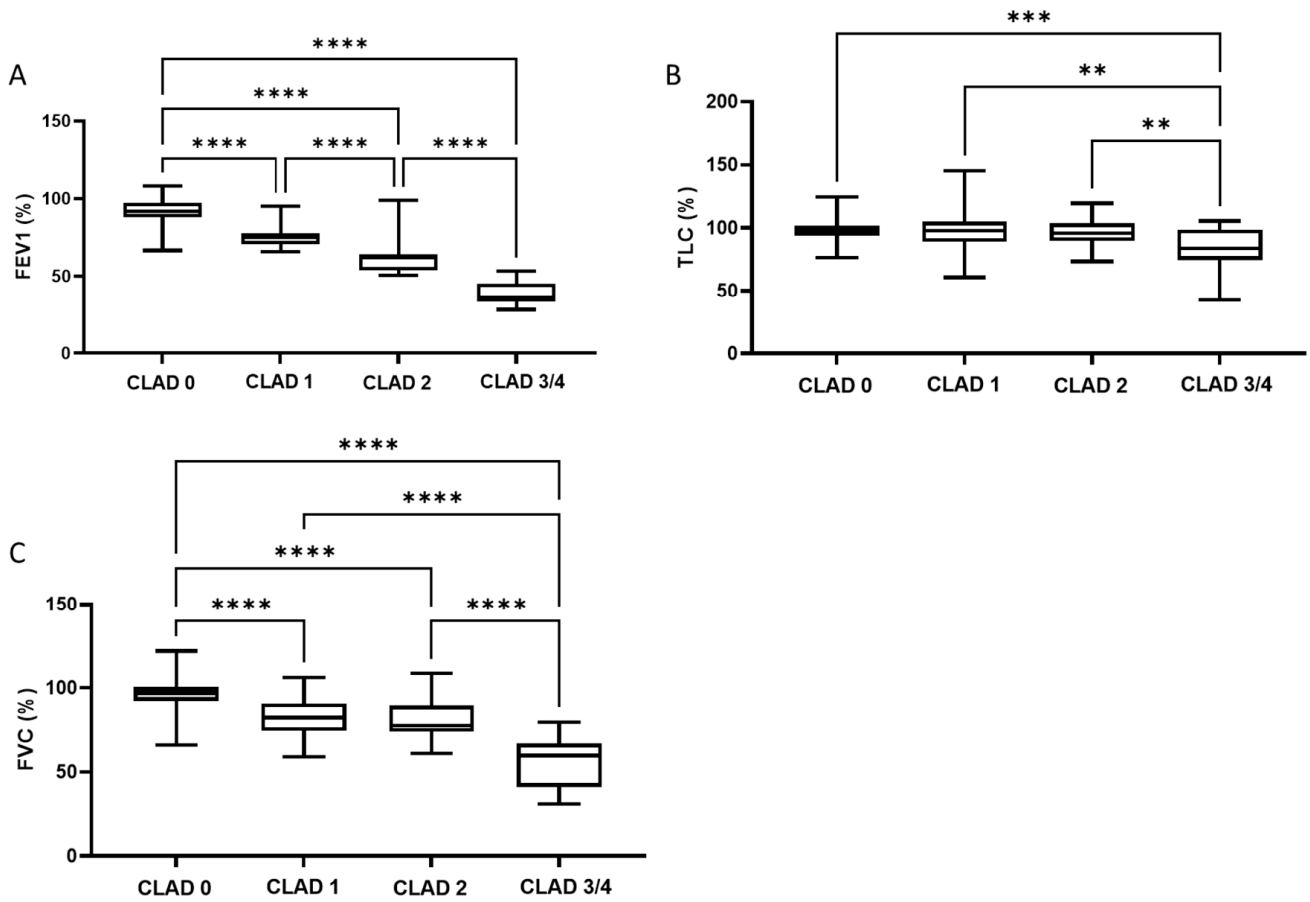 A
****
****
****
****
****
FEV1 (%)
150
100
50
0
CLAD 0
CLAD 1
CLAD 2
CLAD 3/4
B
***
**
**
TLC (%)
200
150
100
50
0
CLAD 0
CLAD 1
CLAD 2
CLAD 3/4
C
****
****
****
****
****
FVC (%)
150
100
50
0
CLAD 0
CLAD 1
CLAD 2
CLAD 3/4